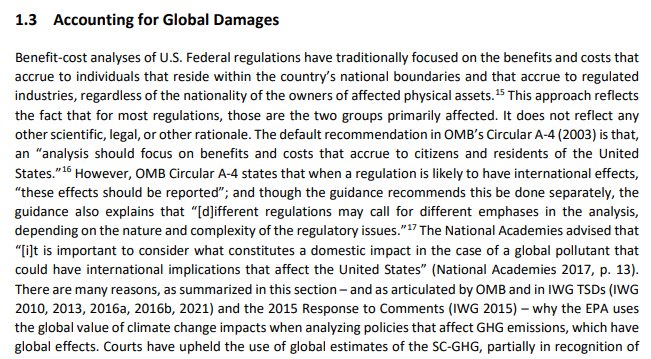 1.3 Accounting for Global Damages
Benefit-cost analyses of U.S. Federal regulations have traditionally focused on the benefits and costs that
accrue to individuals that reside within the country's national boundaries and that accrue to regulated
industries, regardless of the nationality of the owners of affected physical assets.15 This approach reflects
the fact that for most regulations, those are the two groups primarily affected. It does not reflect any
other scientific, legal, or other rationale. The default recommendation in OMB's Circular A-4 (2003) is that,
an “analysis should focus on benefits and costs that accrue to citizens and residents of the United
States.”16 However, OMB Circular A-4 states that when a regulation is likely to have international effects,
“these effects should be reported”; and though the guidance recommends this be done separately, the
guidance also explains that “[d]ifferent regulations may call for different emphases in the analysis,
depending on the nature and complexity of the regulatory issues.”17 The National Academies advised that
“[i]t is important to consider what constitutes a domestic impact in the case of a global pollutant that
could have international implications that affect the United States” (National Academies 2017, p. 13).
There are many reasons, as summarized in this section – and as articulated by OMB and in IWG TSDs (IWG
2010, 2013, 2016a, 2016b, 2021) and the 2015 Response to Comments (IWG 2015) – why the EPA uses
the global value of climate change impacts when analyzing policies that affect GHG emissions, which have
global effects. Courts have upheld the use of global estimates of the SC-GHG, partially in recognition of